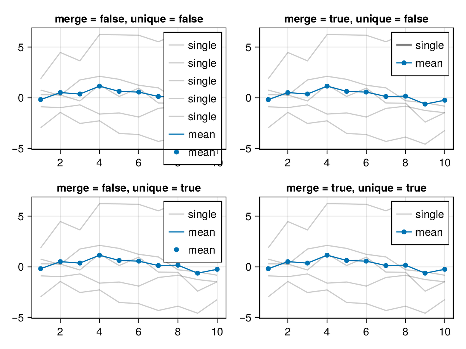 merge = false, unique = false
5
0
−5
2
4
6
8
10
single
single
single
single
single
mean
mean
merge = true, unique = false
5
0
−5
2
4
6
8
10
single
mean
merge = false, unique = true
5
0
−5
2
4
6
8
10
single
mean
mean
merge = true, unique = true
5
0
−5
2
4
6
8
10
single
mean